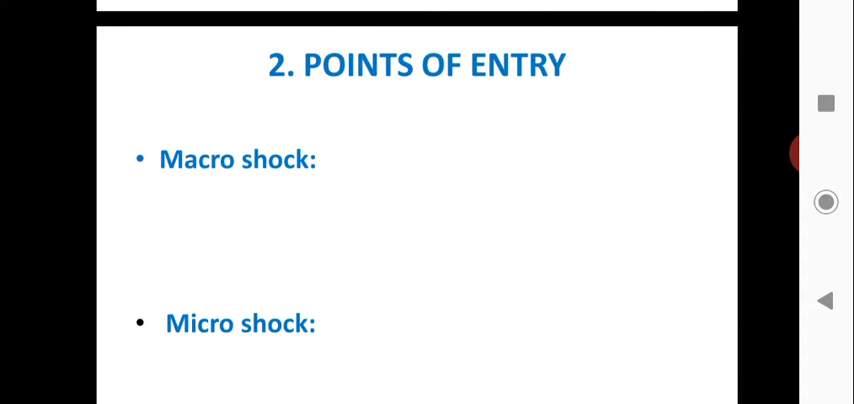 2. POINTS OF ENTRY
• Macro shock:
• Micro shock: